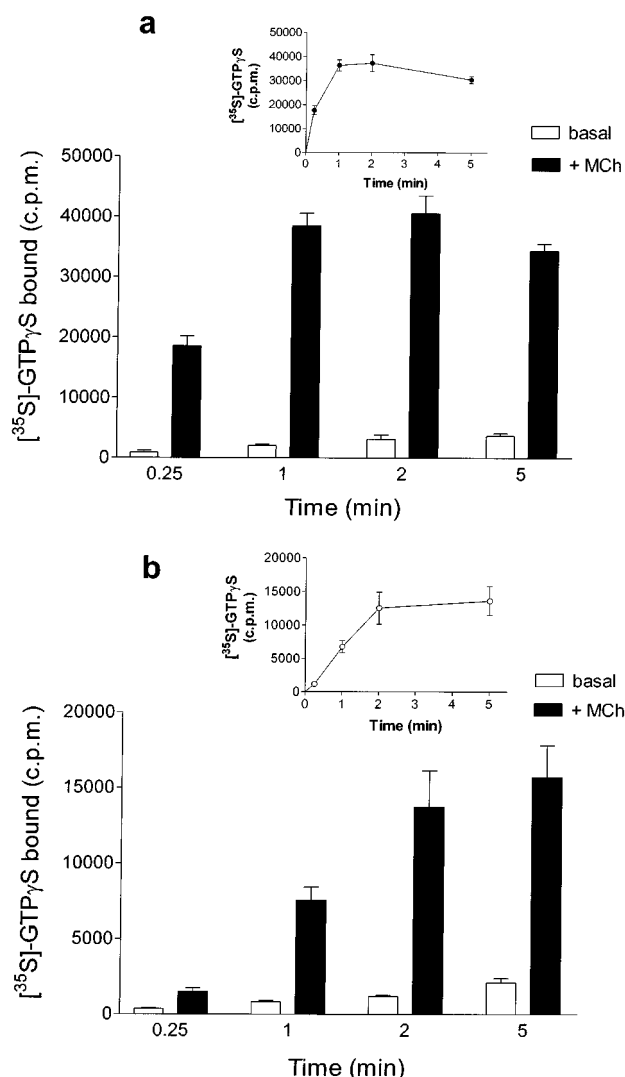 a
[³⁵S]-GTPγS
(c.p.m.)
50000
40000
30000
20000
10000
0
0 1 2 3 4 5
Time (min)
basal
+ MCh
[³⁵S]-GTPγS bound (c.p.m.)
50000
40000
30000
20000
10000
0
0.25 1 2 5
Time (min)
b
[³⁵S]-GTPγS
(c.p.m.)
20000
15000
10000
5000
0
0 1 2 3 4 5
Time (min)
basal
+ MCh
[³⁵S]-GTPγS bound (c.p.m.)
20000
15000
10000
5000
0
0.25 1 2 5
Time (min)